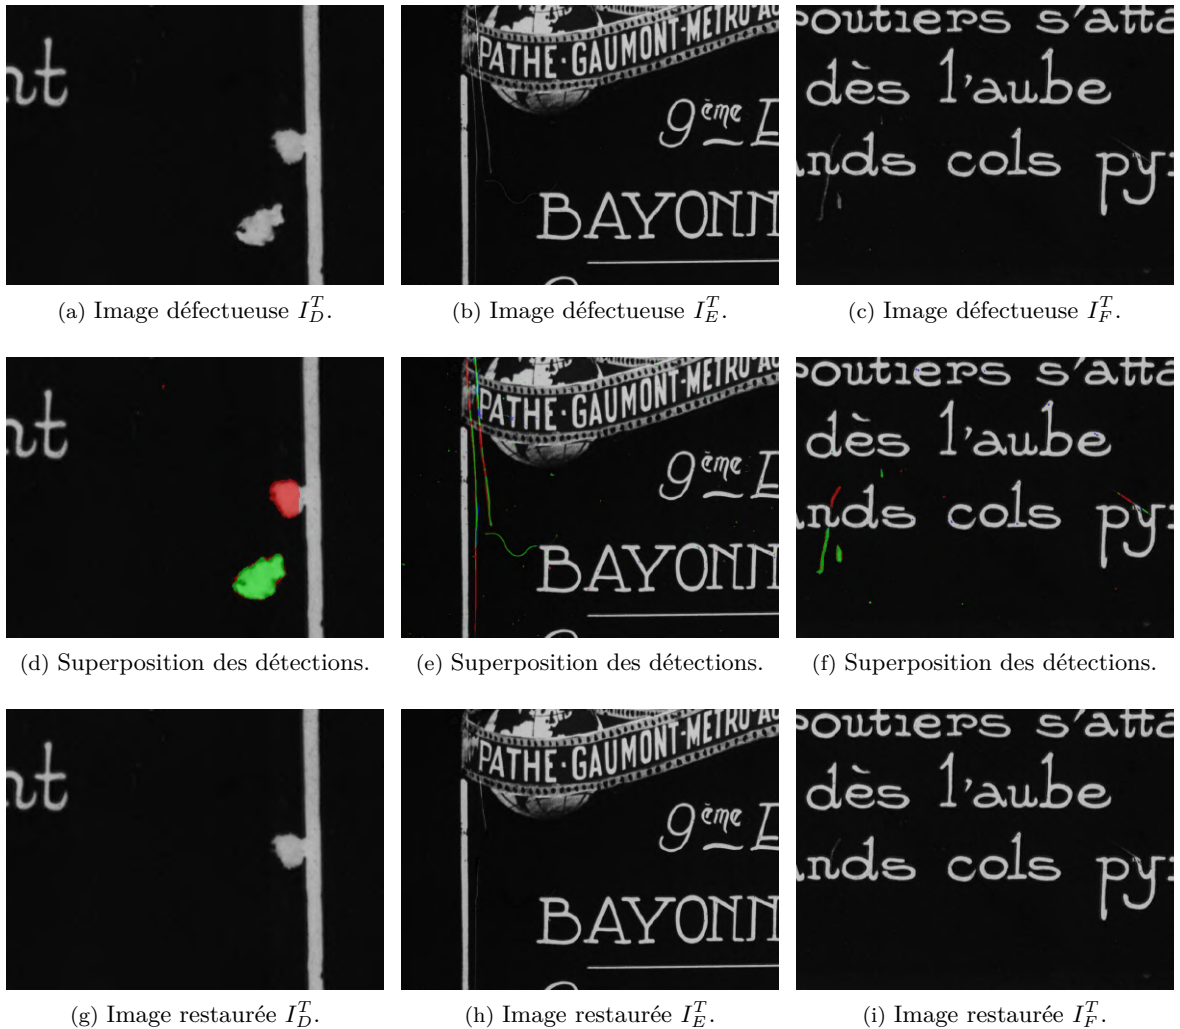 nt
PATHE·GAUMONT-METRO-
9ème
BAYONN
outiers s'atta
dès l'aube
nds cols py
(a) Image défectueuse I_D^T.
(b) Image défectueuse I_E^T.
(c) Image défectueuse I_F^T.
nt
PATHE·GAUMONT-METRO-
9ème
BAYONN
outiers s'atta
dès l'aube
nds cols py
(d) Superposition des détections.
(e) Superposition des détections.
(f) Superposition des détections.
nt
PATHE·GAUMONT-METRO-
9ème
BAYONN
outiers s'atta
dès l'aube
nds cols py
(g) Image restaurée I_D^T.
(h) Image restaurée I_E^T.
(i) Image restaurée I_F^T.